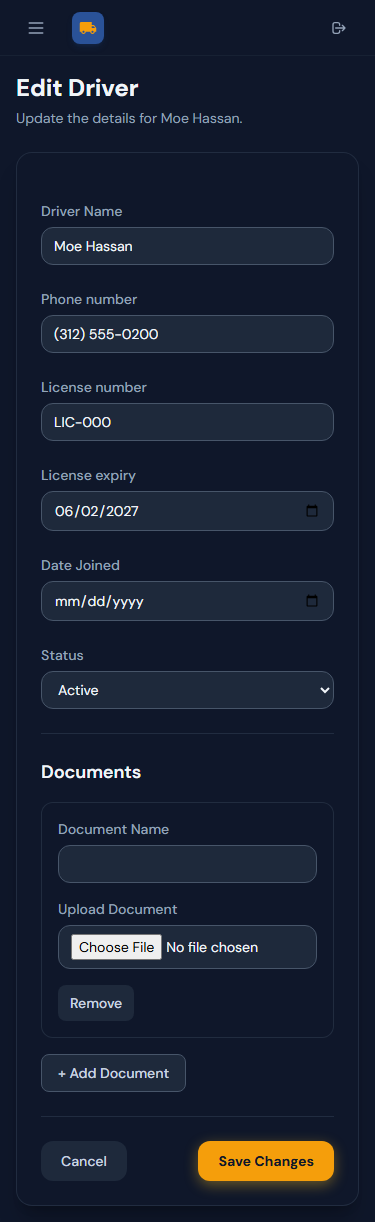 Edit Driver
Update the details for Moe Hassan.
Driver Name
Moe Hassan
Phone number
(312) 555-0200
License number
LIC-000
License expiry
06/02/2027
Date Joined
mm/dd/yyyy
Status
Active
Documents
Document Name
Upload Document
Choose File No file chosen
Remove
+ Add Document
Cancel Save Changes